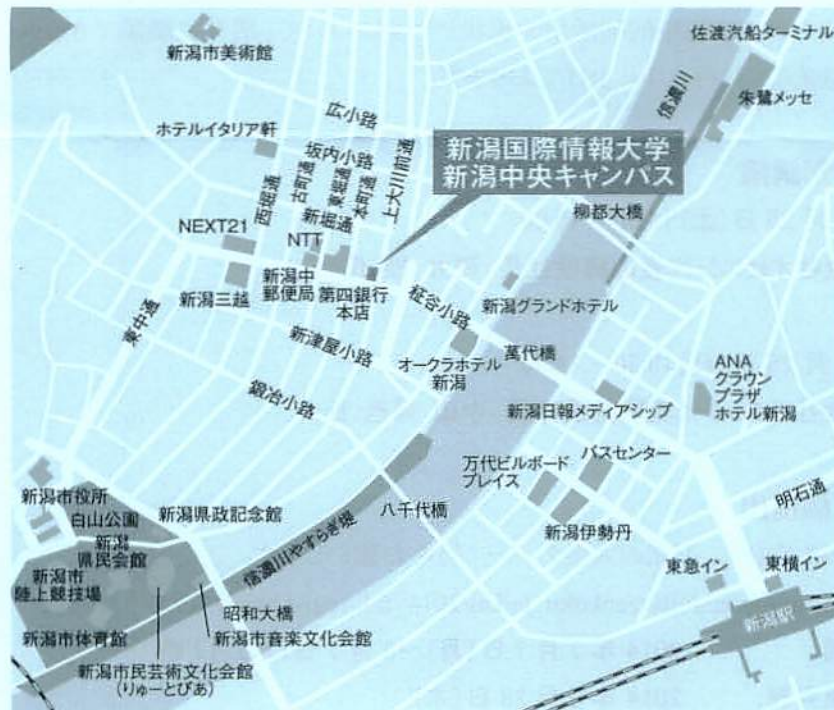 佐渡汽船ターミナル
新潟市美術館
信濃川
朱鷺メッセ
広小路
ホテルイタリア軒
坂内小路
新潟国際情報大学
新潟中央キャンパス
西堀通
古町通
東堀通
本町通
上大川前通
新堀通
柳都大橋
NEXT21
NTT
新潟三越
新潟中
郵便局
第四銀行
本店
柾谷小路
新潟グランドホテル
東中通
新津屋小路
オークラホテル
新潟
萬代橋
ANA
クラウン
プラザ
ホテル新潟
鍛冶小路
新潟日報メディアシップ
万代ビルボード
プレイス
バスセンター
新潟市役所
白山公園
新潟県政記念館
八千代橋
新潟伊勢丹
明石通
新潟
県民会館
信濃川やすらぎ堤
新潟市
陸上競技場
昭和大橋
東急イン
東横イン
新潟駅
新潟市体育館
新潟市音楽文化会館
新潟市民芸術文化会館
(りゅーとぴあ)